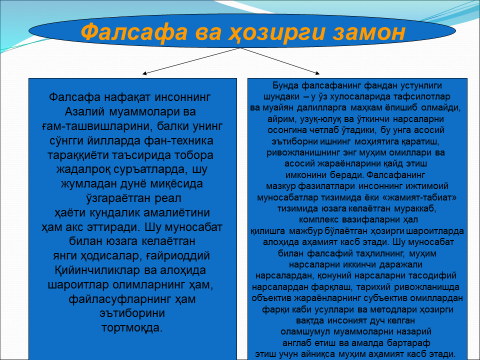 Фалсафа ва ҳозирги замон
Фалсафа нафақат инсоннинг
Азалий муаммолари ва
ғам-ташвишларини, балки унинг
сўнгги йилларда фан-техника
тараққиёти таъсирида тобора
жадалроқ суръатларда, шу
жумладан дунё миқёсида
ўзгараётган реал
ҳаёти кундалик амалиётини
ҳам акс эттиради. Шу муносабат
билан юзага келаётган
янги ҳодисалар, ғайриоддий
Қийинчиликлар ва алоҳида
шароитлар олимларнинг ҳам,
файласуфларнинг ҳам
эътиборини
тортмоқда.
Бунда фалсафанинг фандан устунлиги
шундаки – у ўз хулосаларида тафсилотлар
ва муайян далилларга маҳкам ёпишиб олмайди,
айрим, узуқ-юлуқ ва ўткинчи нарсаларни
осонгина четлаб ўтадики, бу унга асосий
эътиборни ишнинг моҳиятига қаратиш,
ривожланишнинг энг муҳим омиллари ва
асосий жараёнларини қайд этиш
имконини беради. Фалсафанинг
мазкур фазилатлари инсоннинг ижтимоий
муносабатлар тизимида ёки «жамият-табиат»
тизимида юзага келаётган мураккаб,
комплекс вазифаларни ҳал
қилишга мажбур бўлаётган ҳозирги шароитларда
алоҳида аҳамият касб этади. Шу муносабат
билан фалсафий таҳлилнинг, муҳим
нарсаларни иккинчи даражали
нарсалардан, қонуний нарсаларни тасодифий
нарсалардан фарқлаш, тарихий ривожланишда
объектив жараёнларнинг субъектив омиллардан
фарқи каби усуллари ва методлари ҳозирги
вақтда инсоният дуч келган
оламшумул муаммоларни назарий
англаб етиш ва амалда бартараф
этиш учун айниқса муҳим аҳамият касб этади.